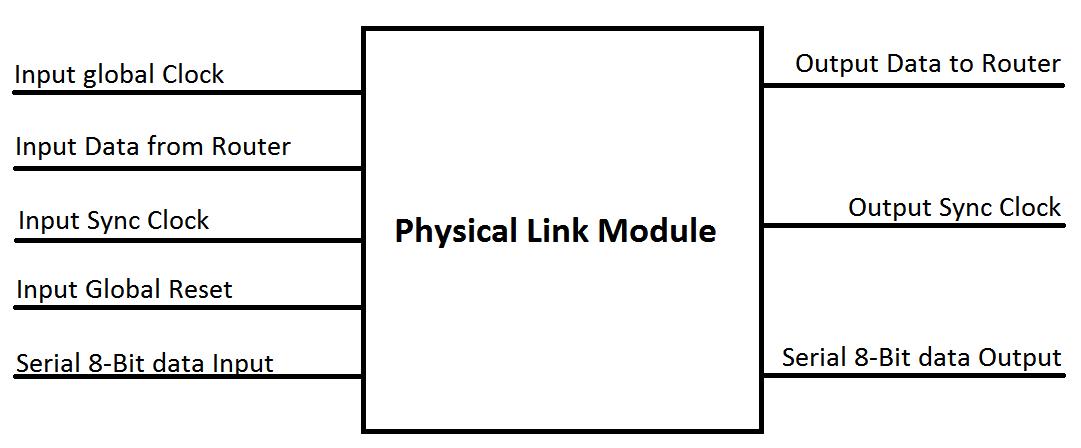 Input global Clock
Input Data from Router
Input Sync Clock
Input Global Reset
Serial 8-Bit data Input
Physical Link Module
Output Data to Router
Output Sync Clock
Serial 8-Bit data Output